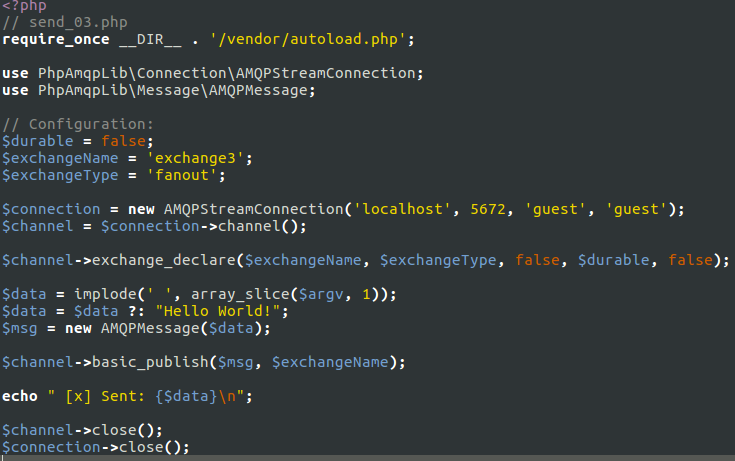 <?php
// send_03.php
require_once __DIR__ . '/vendor/autoload.php';
use PhpAmqpLib\Connection\AMQPStreamConnection;
use PhpAmqpLib\Message\AMQPMessage;
// Configuration:
$durable = false;
$exchangeName = 'exchange3';
$exchangeType = 'fanout';
$connection = new AMQPStreamConnection('localhost', 5672, 'guest', 'guest');
$channel = $connection->channel();
$channel->exchange_declare($exchangeName, $exchangeType, false, $durable, false);
$data = implode(' ', array_slice($argv, 1));
$data = $data ?: "Hello World!";
$msg = new AMQPMessage($data);
$channel->basic_publish($msg, $exchangeName);
echo " [x] Sent: {$data}\n";
$channel->close();
$connection->close();